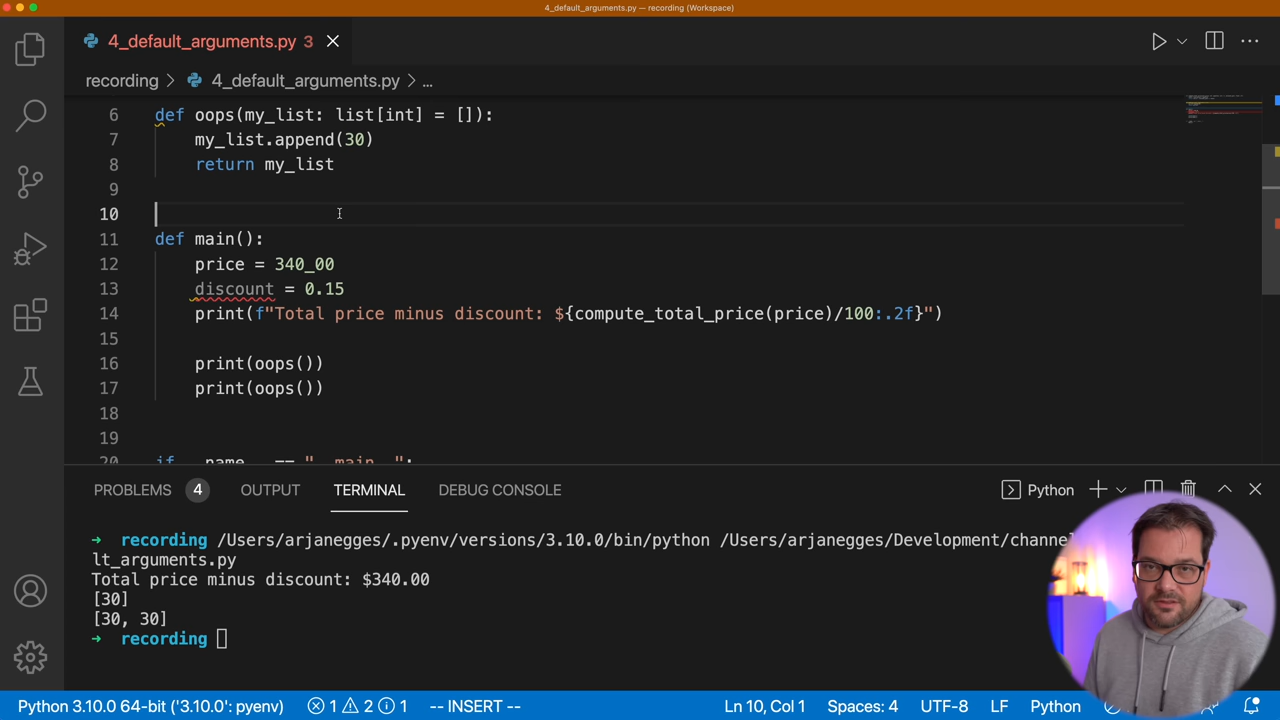 4_default_arguments.py — recording (Workspace)
4_default_arguments.py 3
recording > 4_default_arguments.py > ...
6 def oops(my_list: list[int] = []):
7 my_list.append(30)
8 return my_list
9
10
11 def main():
12 price = 340_00
13 discount = 0.15
14 print(f"Total price minus discount: ${compute_total_price(price)/100:.2f}")
15
16 print(oops())
17 print(oops())
18
19
20 if __name__ == "__main__":
PROBLEMS 4 OUTPUT TERMINAL DEBUG CONSOLE Python
→ recording /Users/arjanegges/.pyenv/versions/3.10.0/bin/python /Users/arjanegges/Development/channel
lt_arguments.py
Total price minus discount: $340.00
[30]
[30, 30]
→ recording
Python 3.10.0 64-bit ('3.10.0': pyenv) 1 2 1 -- INSERT -- Ln 10, Col 1 Spaces: 4 UTF-8 LF Python